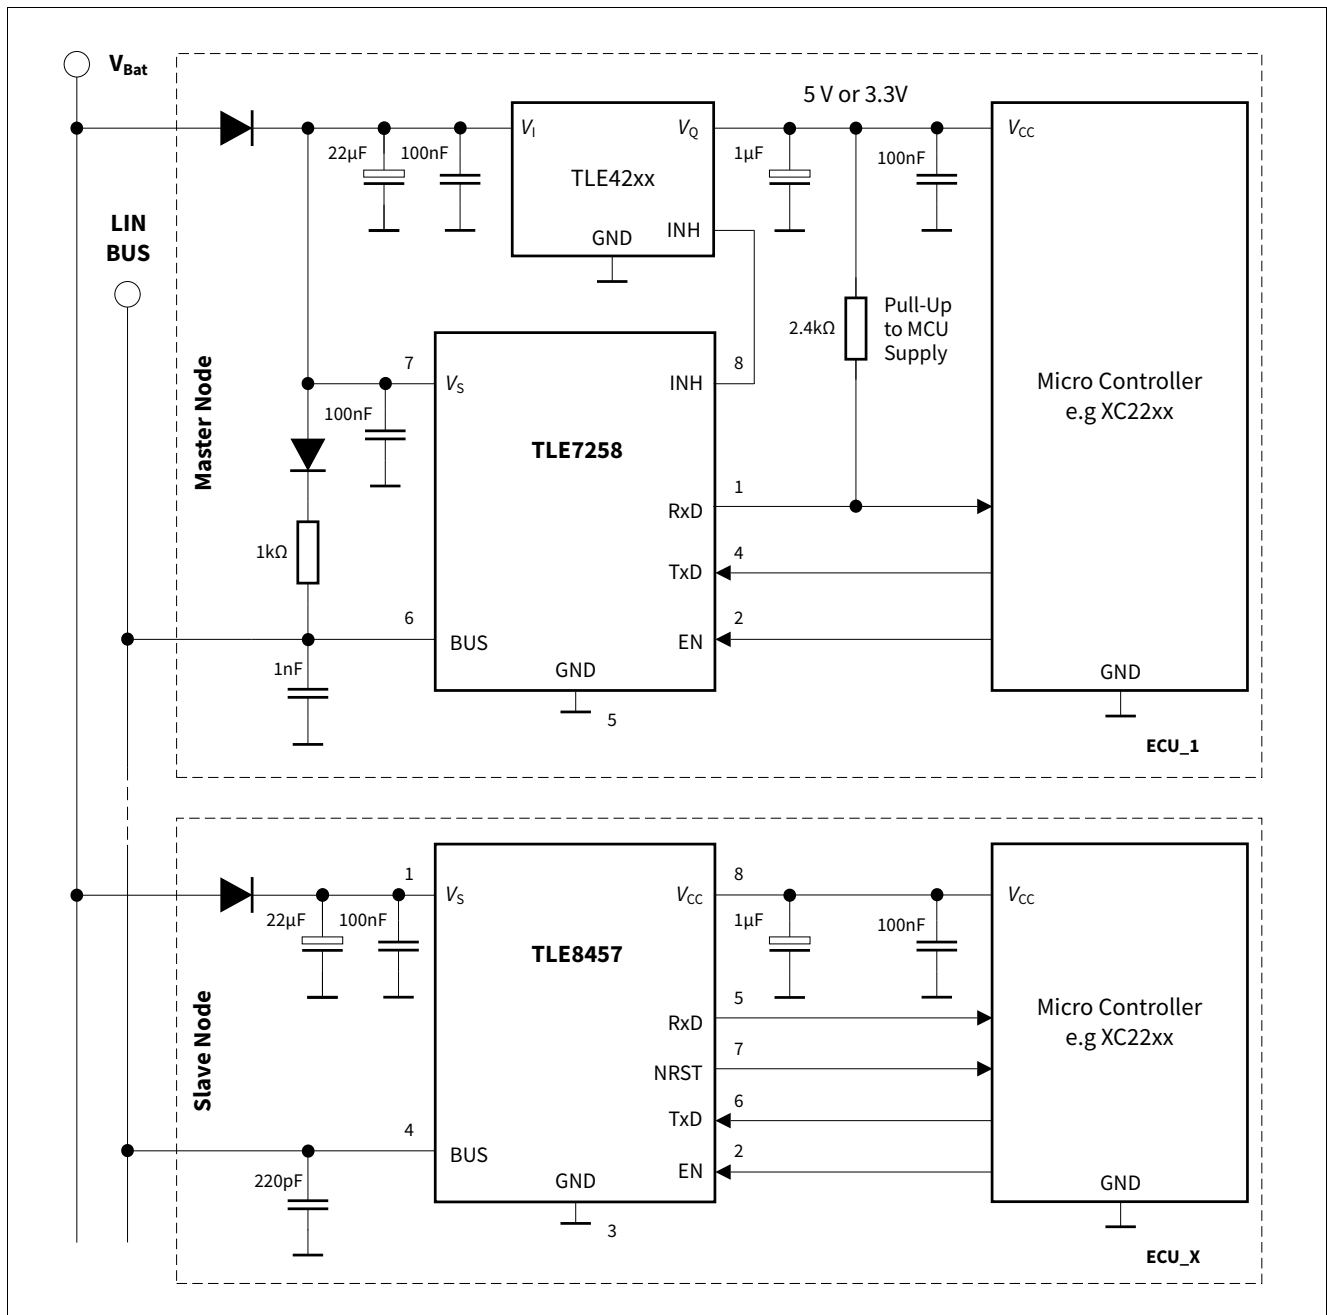 VBat
5 V or 3.3V
VI
VQ
VCC
22µF
100nF
1µF
100nF
TLE42xx
LIN
BUS
GND
INH
2.4kΩ
Pull-Up
to MCU
Supply
Master Node
7
VS
8
INH
100nF
Micro Controller
e.g XC22xx
TLE7258
1
RxD
1kΩ
4
TxD
6
BUS
2
EN
1nF
GND
5
GND
ECU_1
1
VS
8
VCC
VCC
22µF
100nF
1µF
100nF
TLE8457
Slave Node
5
RxD
Micro Controller
e.g XC22xx
7
NRST
6
TxD
4
BUS
2
EN
220pF
GND
3
GND
ECU_X